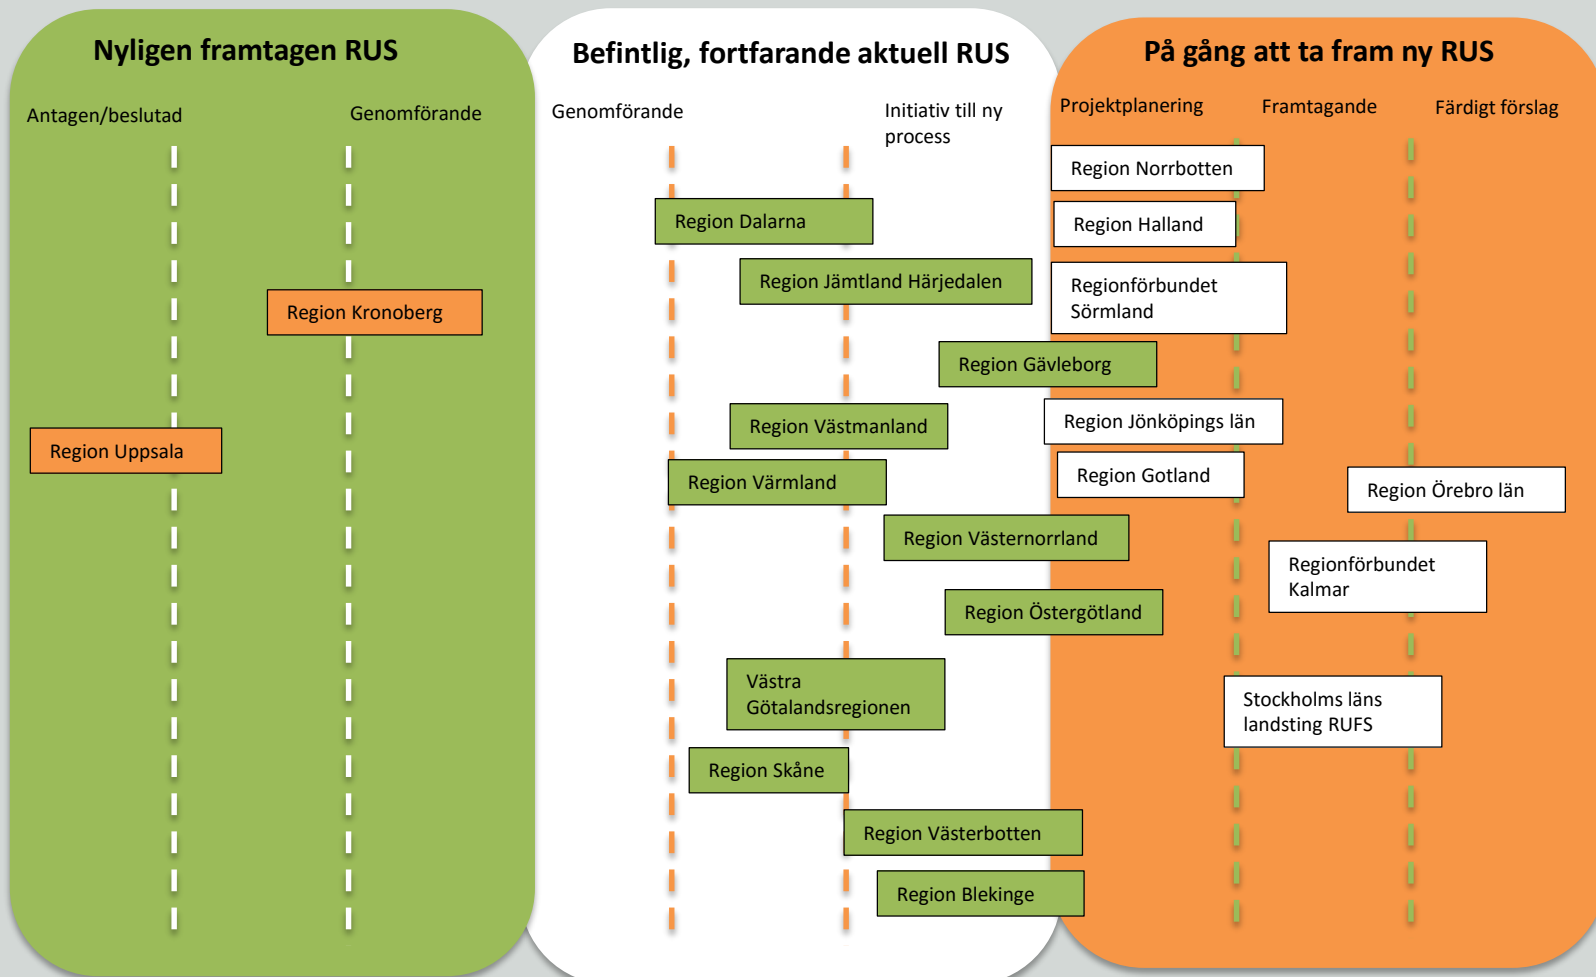 Nyligen framtagen RUS
Antagen/beslutad
Genomförande
Region Kronoberg
Region Uppsala
Befintlig, fortfarande aktuell RUS
Genomförande
Initiativ till ny
process
Region Dalarna
Region Jämtland Härjedalen
Region Gävleborg
Region Västmanland
Region Värmland
Region Västernorrland
Region Östergötland
Västra
Götalandsregionen
Region Skåne
Region Västerbotten
Region Blekinge
På gång att ta fram ny RUS
Projektplanering
Framtagande
Färdigt förslag
Region Norrbotten
Region Halland
Regionförbundet
Sörmland
Region Jönköpings län
Region Gotland
Region Örebro län
Regionförbundet
Kalmar
Stockholms läns
landsting RUFS